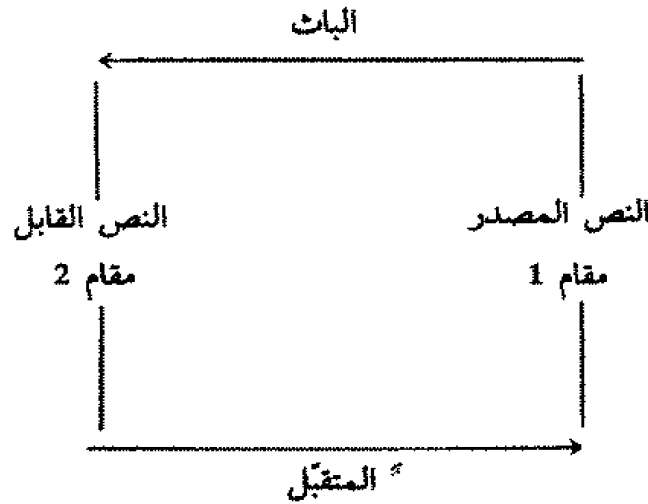 الباث
النص المصدر
مقام 1
النص القابل
مقام 2
المتقبّل